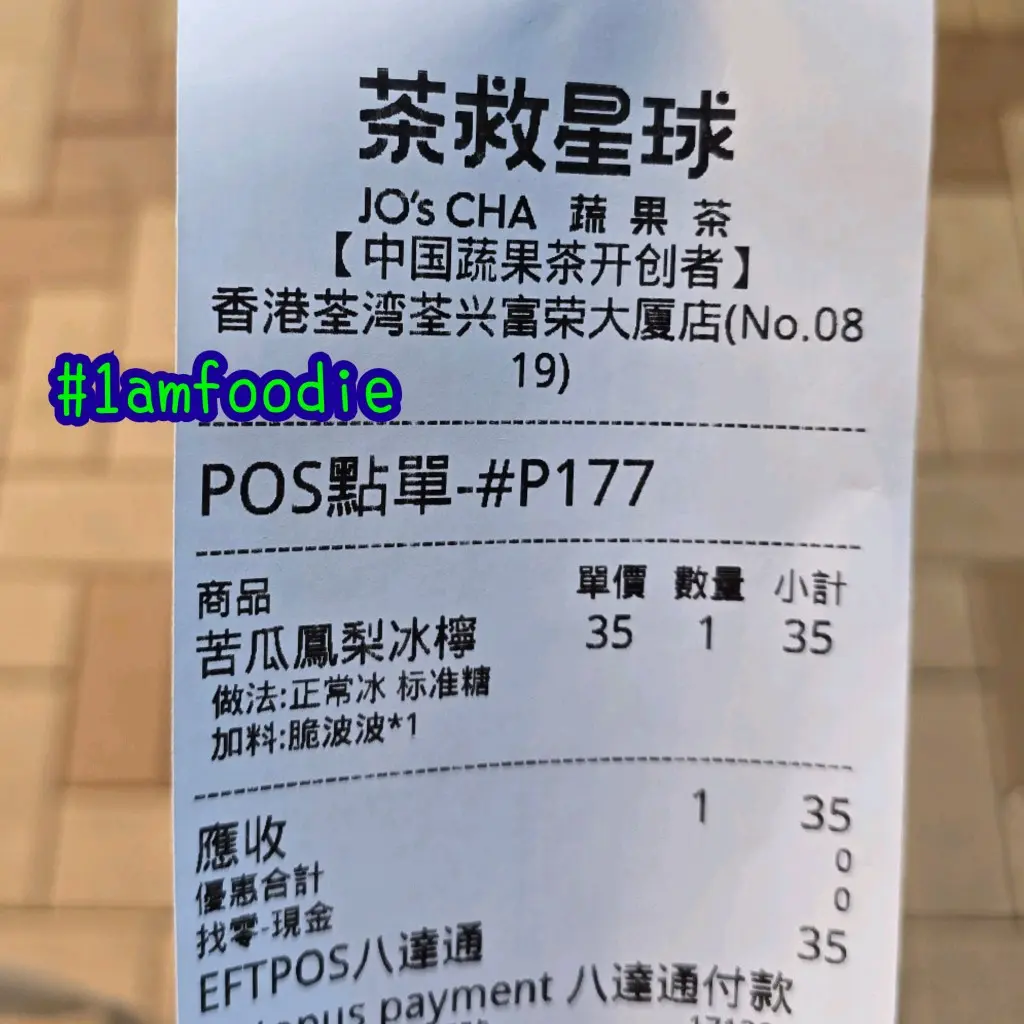 茶救星球
JO's CHA 蔬果茶
【中国蔬果茶开创者】
香港荃湾荃兴富荣大厦店(No.08
19)
#1amfoodie
POS點單-#P177
商品 單價 數量 小計
苦瓜鳳梨冰檸 35 1 35
做法:正常冰 标准糖
加料:脆波波*1
應收 1 35
優惠合計 0
找零-現金 0
EFTPOS八達通 35
payment 八達通付款